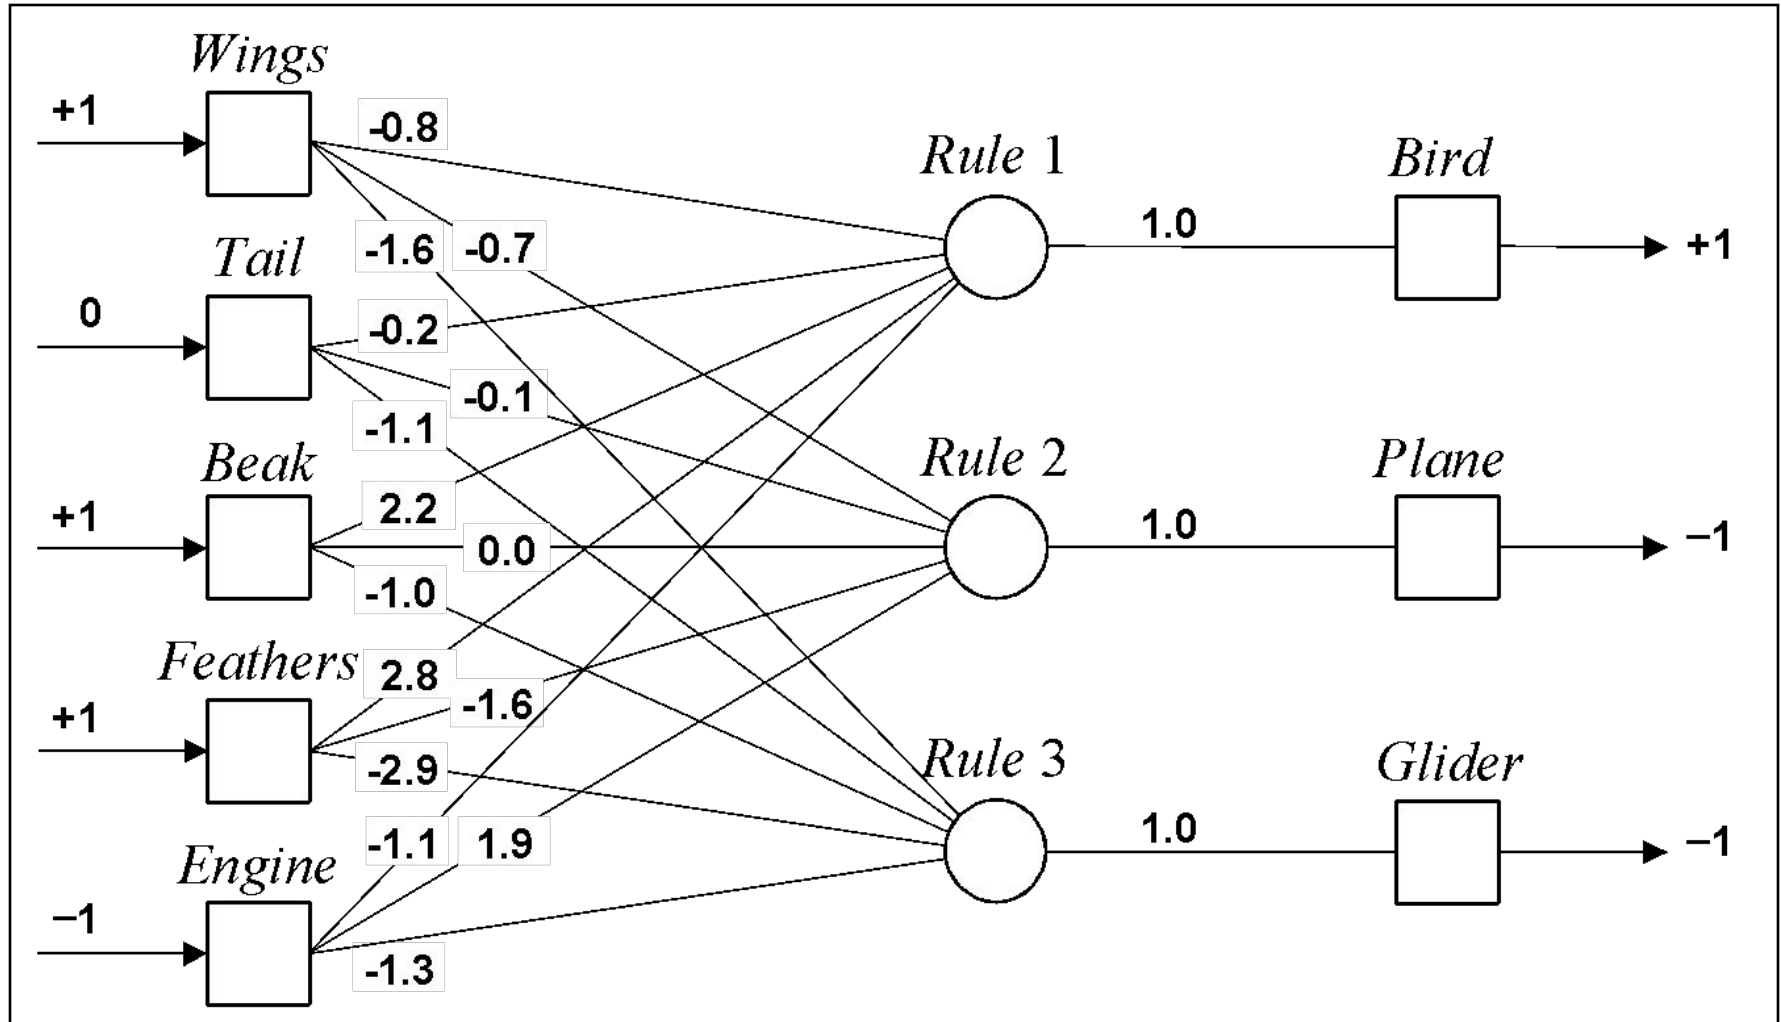 Wings
+1
-0.8
Rule 1
Bird
1.0
+1
-1.6
-0.7
Tail
0
-0.2
-0.1
-1.1
Beak
+1
2.2
0.0
-1.0
Rule 2
Plane
1.0
–1
Feathers
+1
2.8
-1.6
-2.9
Rule 3
Glider
1.0
–1
Engine
–1
-1.1
1.9
-1.3